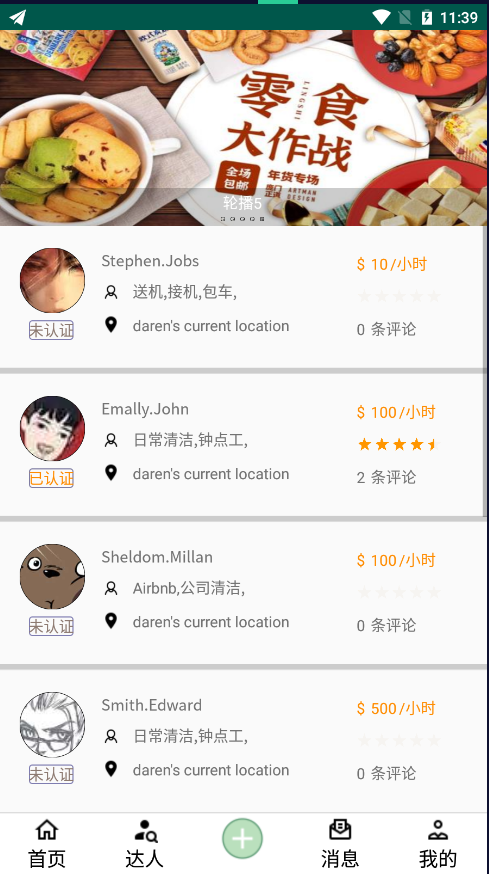 11:39
零食
LINGSHI
大作战
全场
包邮
年货专场
轮播5
Stephen.Jobs
$ 10/小时
送机,接机,包车,
未认证
daren's current location
0 条评论
Emally.John
$ 100/小时
日常清洁,钟点工,
已认证
daren's current location
2 条评论
Sheldom.Millan
$ 100/小时
Airbnb,公司清洁,
未认证
daren's current location
0 条评论
Smith.Edward
$ 500/小时
日常清洁,钟点工,
未认证
daren's current location
0 条评论
首页
达人
消息
我的